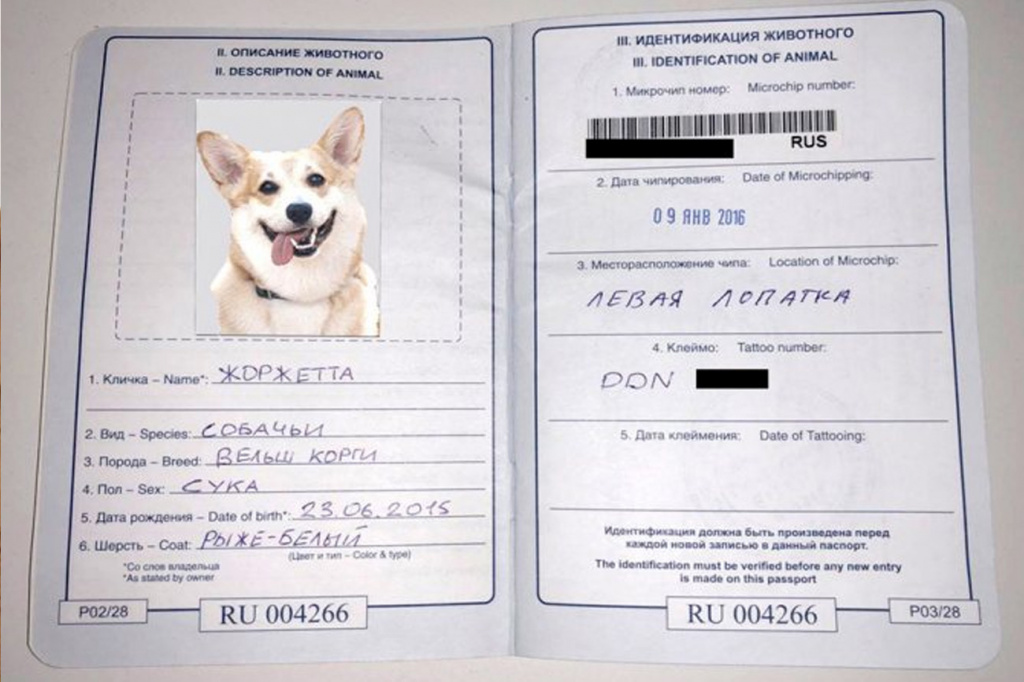 II. ОПИСАНИЕ ЖИВОТНОГО
II. DESCRIPTION OF ANIMAL
1. Кличка – Name*: ЖОРЖЕТТА
2. Вид – Species: СОБАЧЬИ
3. Порода – Breed: ВЕЛЬШ КОРГИ
4. Пол – Sex: СУКА
5. Дата рождения – Date of birth*: 23.06.2015
6. Шерсть – Coat: РЫЖЕ-БЕЛЫЙ
(Цвет и тип – Color & type)
*Со слов владельца
*As stated by owner
P02/28
RU 004266
III. ИДЕНТИФИКАЦИЯ ЖИВОТНОГО
III. IDENTIFICATION OF ANIMAL
1. Микрочип номер: Microchip number:
RUS
2. Дата чипирования: Date of Microchipping:
09 ЯНВ 2016
3. Месторасположение чипа: Location of Microchip:
ЛЕВАЯ ЛОПАТКА
4. Клеймо: Tattoo number:
DDN
5. Дата клеймения: Date of Tattooing:
Идентификация должна быть произведена перед
каждой новой записью в данный паспорт.
The identification must be verified before any new entry
is made on this passport
RU 004266
P03/28